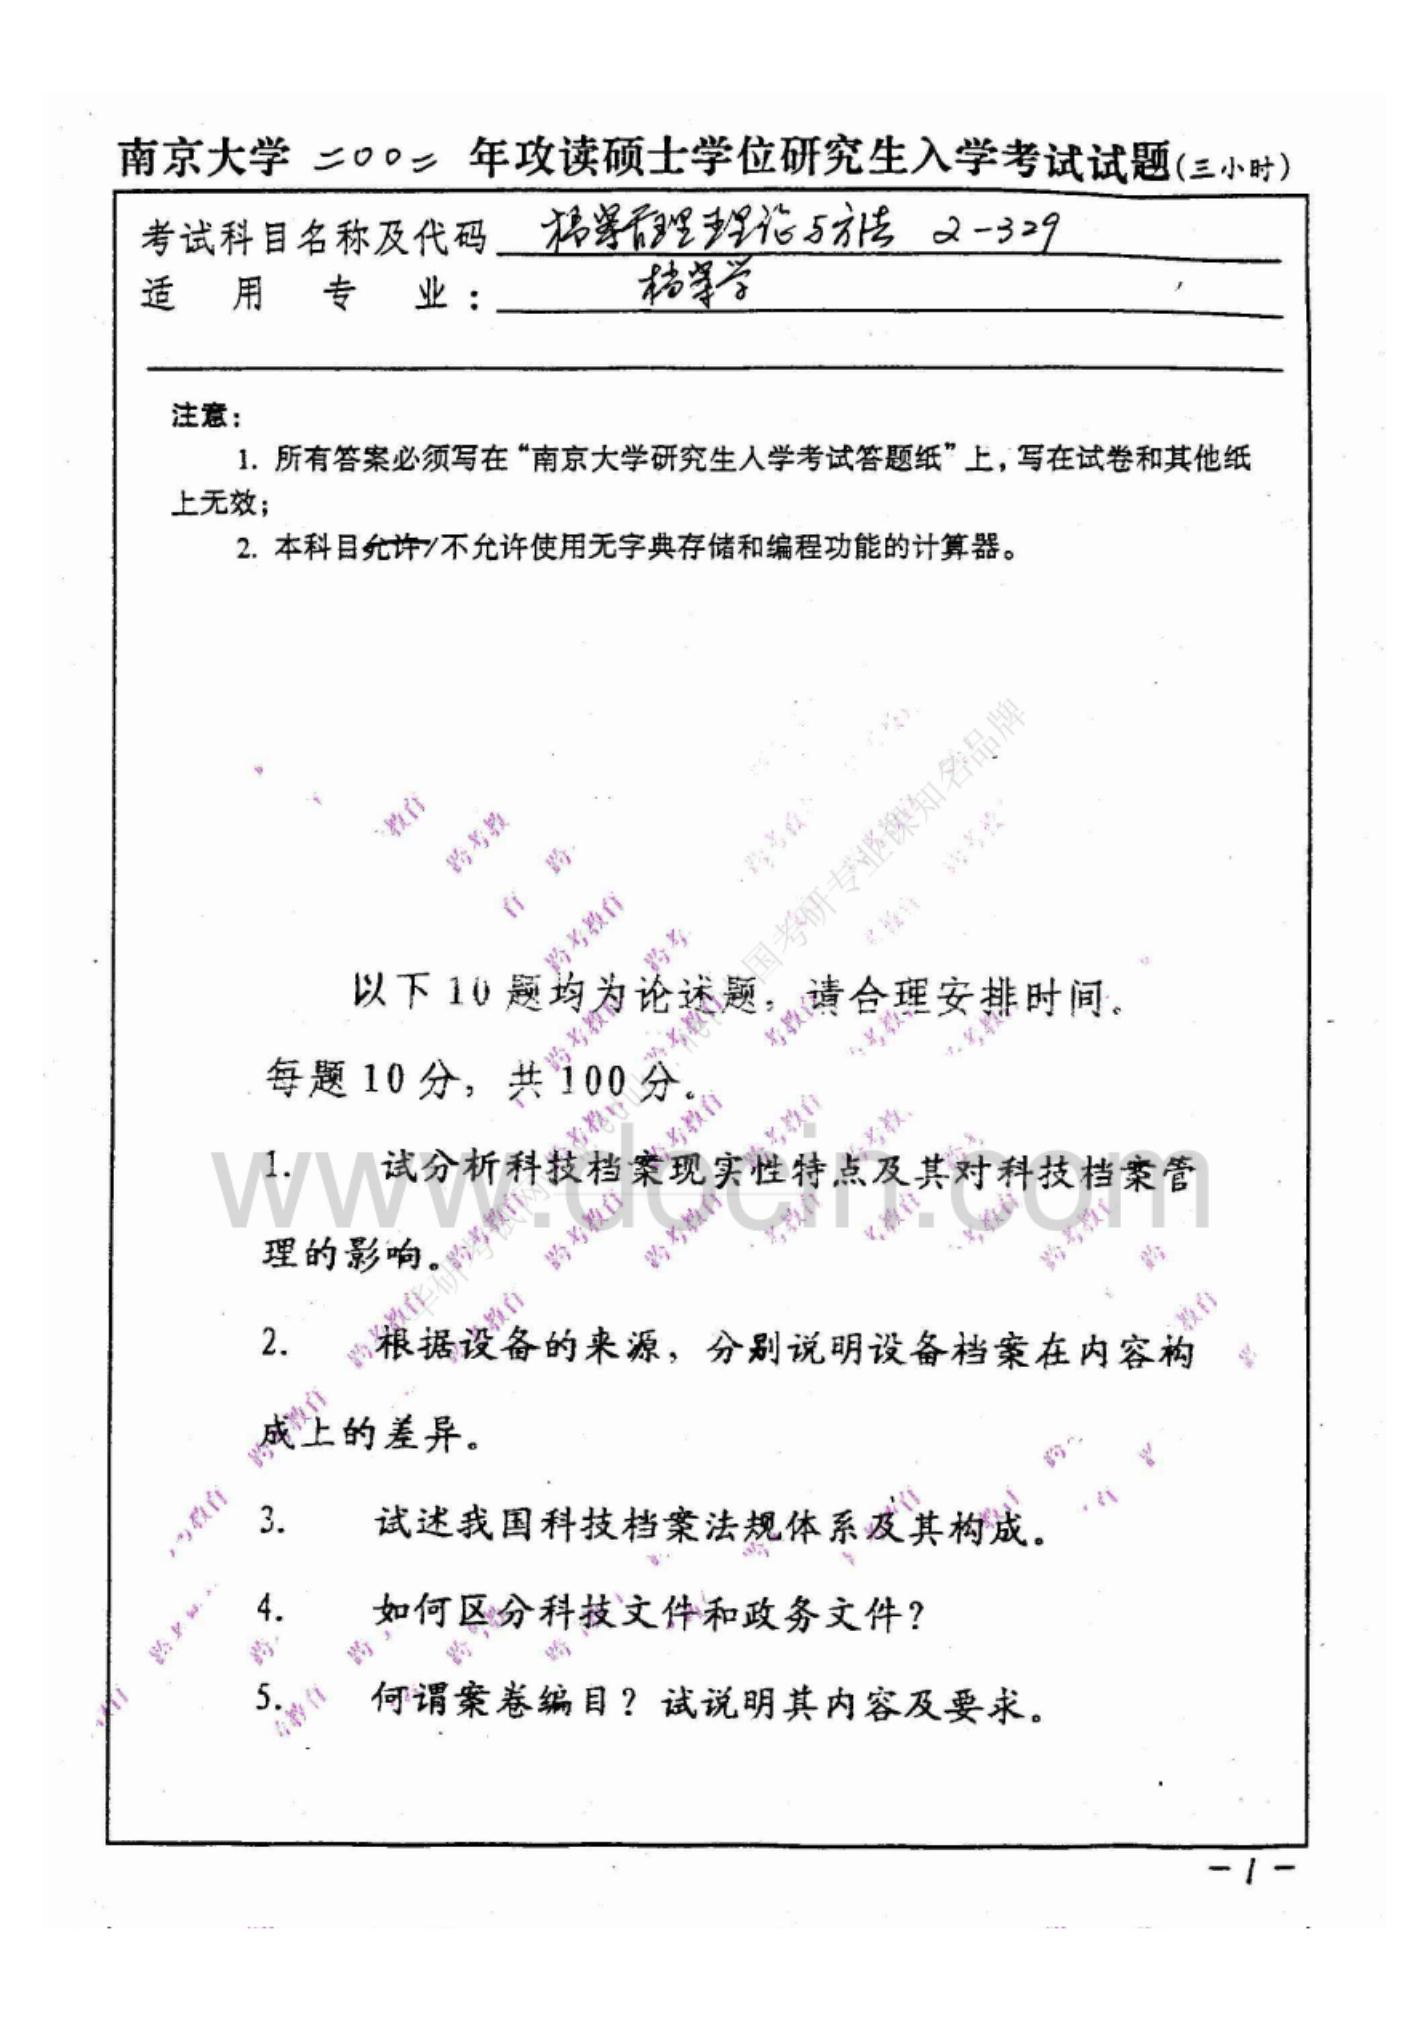 南京大学 二〇〇二 年攻读硕士学位研究生入学考试试题(三小时)
考试科目名称及代码 档案管理理论与方法 2-329
适 用 专 业: 档案学
注意:
1. 所有答案必须写在“南京大学研究生入学考试答题纸”上,写在试卷和其他纸
上无效;
2. 本科目允许/不允许使用无字典存储和编程功能的计算器。
以下10题均为论述题,请合理安排时间。
每题10分,共100分。
1. 试分析科技档案现实性特点及其对科技档案管
理的影响。
www.docin.com
2. 根据设备的来源,分别说明设备档案在内容构
成上的差异。
3. 试述我国科技档案法规体系及其构成。
4. 如何区分科技文件和政务文件?
5. 何谓案卷编目?试说明其内容及要求。
跨考教育
-1-